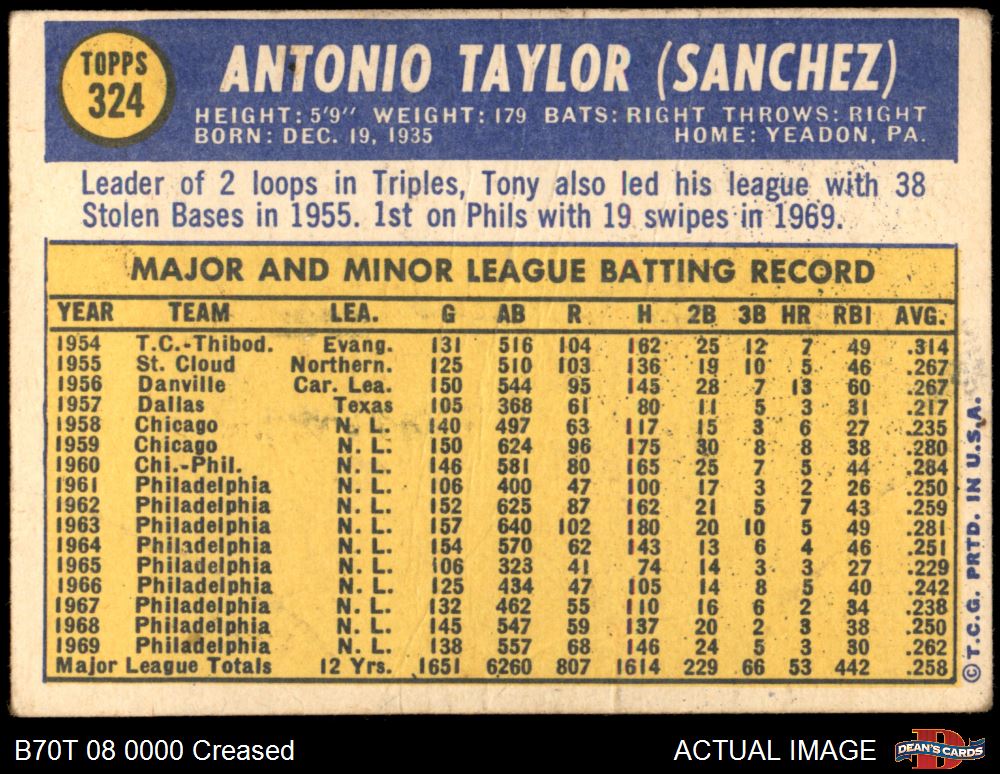 TOPPS
324
ANTONIO TAYLOR (SANCHEZ)
HEIGHT: 5'9" WEIGHT: 179 BATS: RIGHT THROWS: RIGHT
BORN: DEC. 19, 1935 HOME: YEADON, PA.
Leader of 2 loops in Triples, Tony also led his league with 38
Stolen Bases in 1955. 1st on Phils with 19 swipes in 1969.
MAJOR AND MINOR LEAGUE BATTING RECORD
YEAR TEAM LEA. G AB R H 2B 3B HR RBI AVG.
1954 T.C.-Thibod. Evang. 131 516 104 162 25 12 7 49 .314
1955 St. Cloud Northern. 125 510 103 136 19 10 5 46 .267
1956 Danville Car. Lea. 150 544 95 145 28 7 13 60 .267
1957 Dallas Texas 105 368 61 80 11 5 3 31 .217
1958 Chicago N. L. 140 497 63 117 15 3 6 27 .235
1959 Chicago N. L. 150 624 96 175 30 8 8 38 .280
1960 Chi.-Phil. N. L. 146 581 80 165 25 7 5 44 .284
1961 Philadelphia N. L. 106 400 47 100 17 3 2 26 .250
1962 Philadelphia N. L. 152 625 87 162 21 5 7 43 .259
1963 Philadelphia N. L. 157 640 102 180 20 10 5 49 .281
1964 Philadelphia N. L. 154 570 62 143 13 6 4 46 .251
1965 Philadelphia N. L. 106 323 41 74 14 3 3 27 .229
1966 Philadelphia N. L. 125 434 47 105 14 8 5 40 .242
1967 Philadelphia N. L. 132 462 55 110 16 6 2 34 .238
1968 Philadelphia N. L. 145 547 59 137 20 2 3 38 .250
1969 Philadelphia N. L. 138 557 68 146 24 5 3 30 .262
Major League Totals 12 Yrs. 1651 6260 807 1614 229 66 53 442 .258
© T.C.G. PRTD. IN U.S.A.
B70T 08 0000 Creased
ACTUAL IMAGE
DEAN'S CARDS